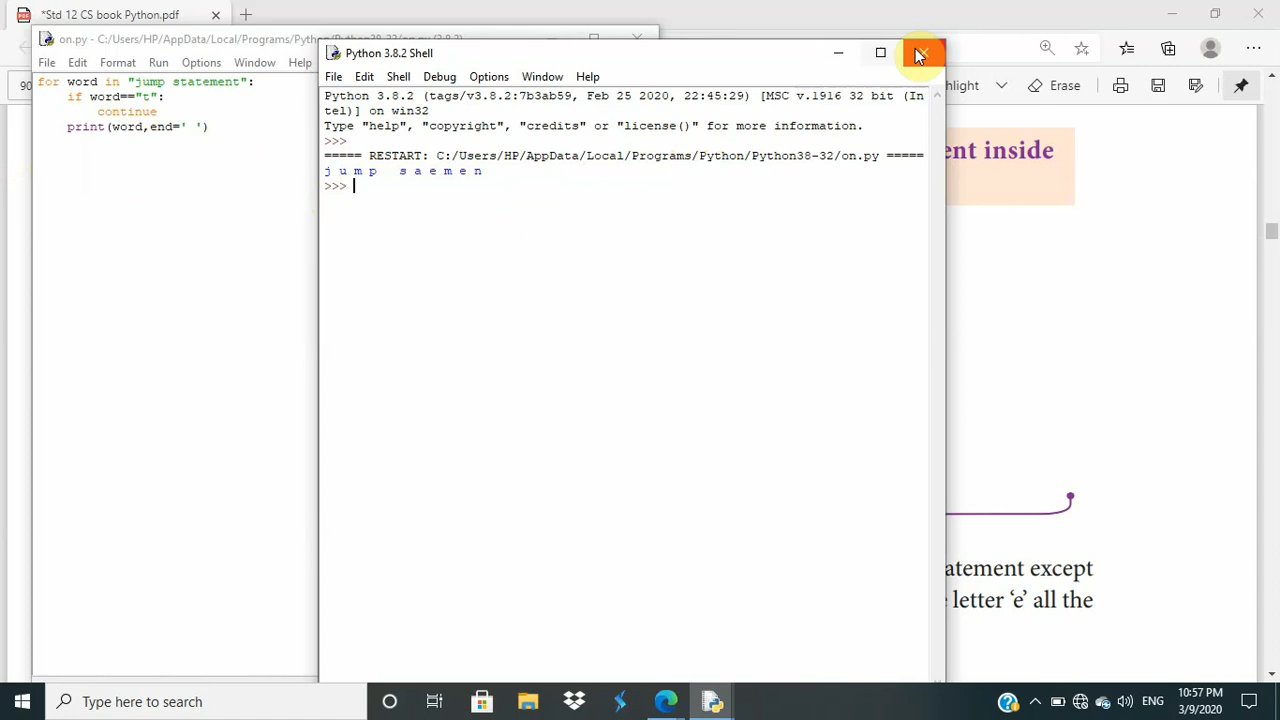 *Std 12 CS book Python.pdf
on.py - C:/Users/HP/AppData/Local/Programs/Python/Python38-32/on.py (3.8.2)
File Edit Format Run Options Window Help
for word in "jump statement":
if word=="t":
continue
print(word,end=' ')
Python 3.8.2 Shell
File Edit Shell Debug Options Window Help
Python 3.8.2 (tags/v3.8.2:7b3ab59, Feb 25 2020, 22:45:29) [MSC v.1916 32 bit (In
tel)] on win32
Type "help", "copyright", "credits" or "license()" for more information.
>>>
===== RESTART: C:/Users/HP/AppData/Local/Programs/Python/Python38-32/on.py =====
j u m p   s a e m e n
>>>
90
hlight
Erase
ent inside
atement except
letter ‘e’ all the
Type here to search
ENG
10:57 PM
3/9/2020